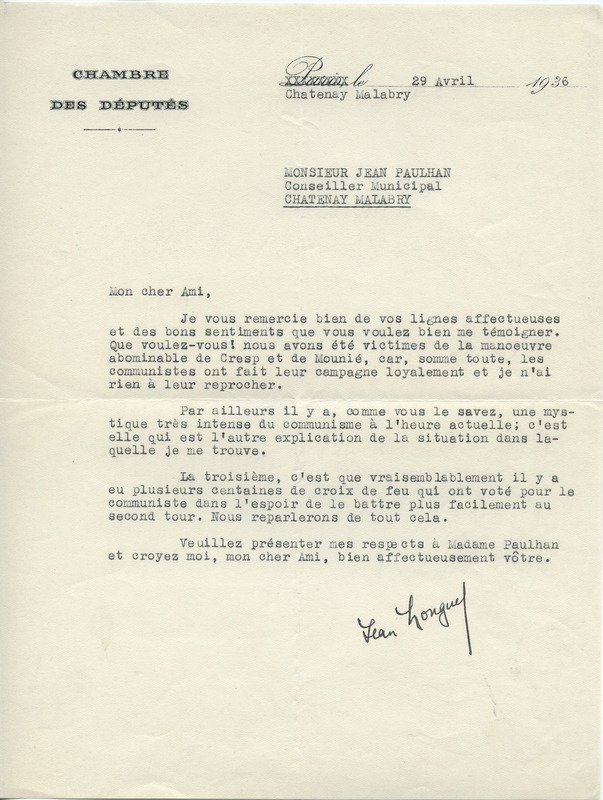 CHAMBRE
DES DÉPUTÉS
Paris, le 29 Avril 1936
Chatenay Malabry
MONSIEUR JEAN PAULHAN
Conseiller Municipal
CHATENAY MALABRY
Mon cher Ami,
Je vous remercie bien de vos lignes affectueuses
et des bons sentiments que vous voulez bien me témoigner.
Que voulez-vous! nous avons été victimes de la manoeuvre
abominable de Cresp et de Mounié, car, somme toute, les
communistes ont fait leur campagne loyalement et je n'ai
rien à leur reprocher.
Par ailleurs il y a, comme vous le savez, une mys-
tique très intense du communisme à l'heure actuelle; c'est
elle qui est l'autre explication de la situation dans la-
quelle je me trouve.
La troisième, c'est que vraisemblablement il y a
eu plusieurs centaines de croix de feu qui ont voté pour le
communiste dans l'espoir de le battre plus facilement au
second tour. Nous reparlerons de tout cela.
Veuillez présenter mes respects à Madame Paulhan
et croyez moi, mon cher Ami, bien affectueusement vôtre.
Jean Longuet